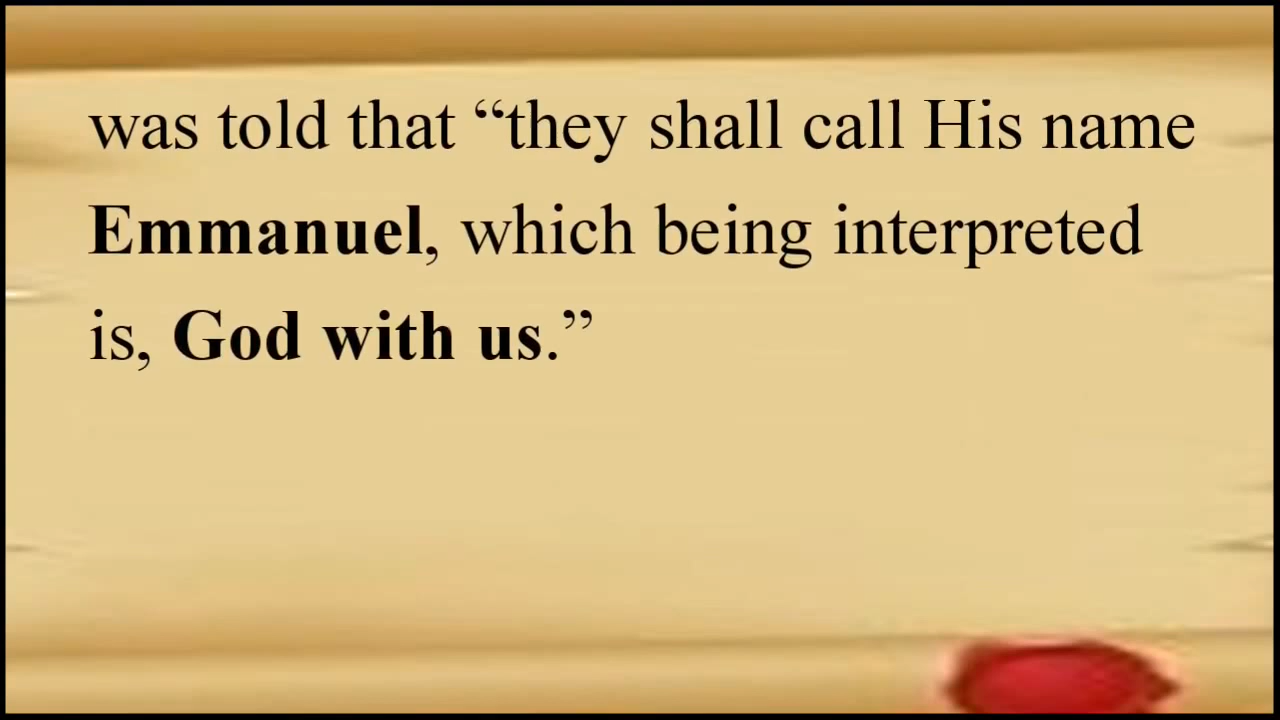 was told that “they shall call His name
Emmanuel, which being interpreted
is, God with us.”